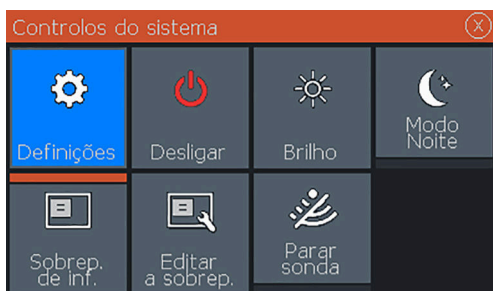 Controlos do sistema
Definições
Desligar
Brilho
Modo
Noite
Sobrep.
de inf.
Editar
a sobrep.
Parar
sonda